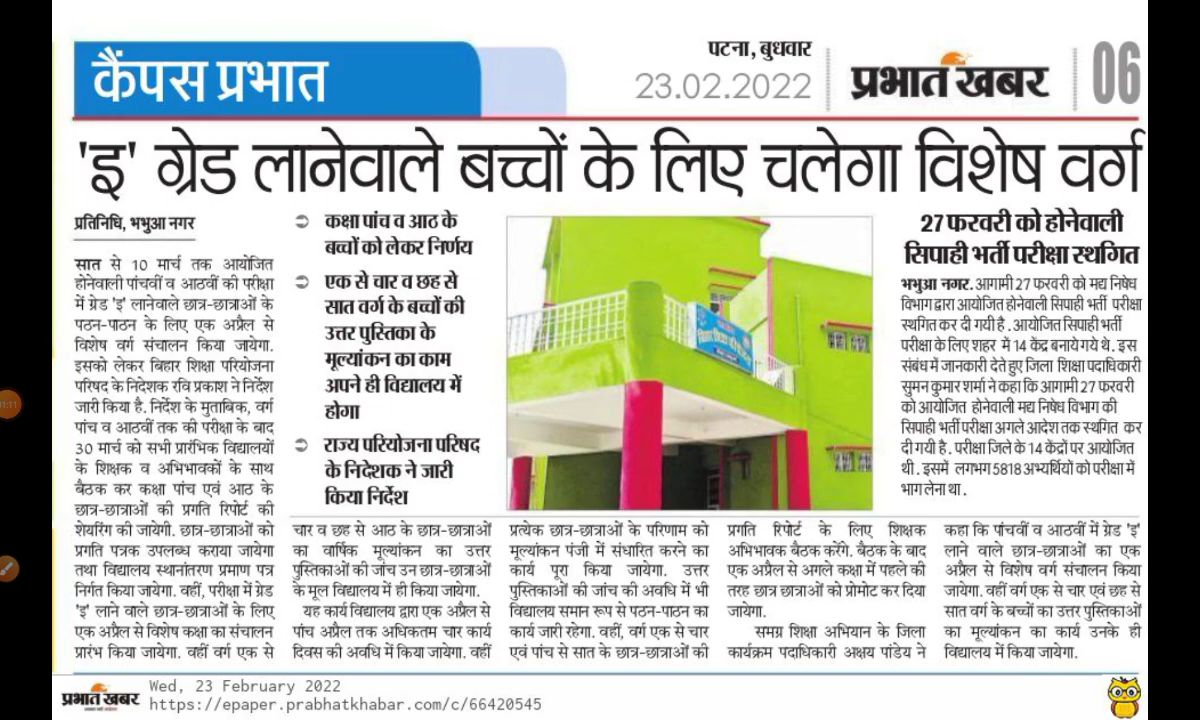 कैंपस प्रभात
पटना, बुधवार
23.02.2022
प्रभात खबर
06
'इ' ग्रेड लानेवाले बच्चों के लिए चलेगा विशेष वर्ग
प्रतिनिधि, भभुआ नगर
सात से 10 मार्च तक आयोजित
होनेवाली पांचवीं व आठवीं की परीक्षा
में ग्रेड 'इ' लानेवाले छात्र-छात्राओं के
पठन-पाठन के लिए एक अप्रैल से
विशेष वर्ग संचालन किया जायेगा.
इसको लेकर बिहार शिक्षा परियोजना
परिषद के निदेशक रवि प्रकाश ने निर्देश
जारी किया है. निर्देश के मुताबिक, वर्ग
पांच व आठवीं तक की परीक्षा के बाद
30 मार्च को सभी प्रारंभिक विद्यालयों
के शिक्षक व अभिभावकों के साथ
बैठक कर कक्षा पांच एवं आठ के
छात्र-छात्राओं की प्रगति रिपोर्ट की
शेयरिंग की जायेगी. छात्र-छात्राओं को
प्रगति पत्रक उपलब्ध कराया जायेगा
तथा विद्यालय स्थानांतरण प्रमाण पत्र
निर्गत किया जायेगा. वहीं, परीक्षा में ग्रेड
'इ' लाने वाले छात्र-छात्राओं के लिए
एक अप्रैल से विशेष कक्षा का संचालन
प्रारंभ किया जायेगा. वहीं वर्ग एक से
कक्षा पांच व आठ के
बच्चों को लेकर निर्णय
एक से चार व छह से
सात वर्ग के बच्चों की
उत्तर पुस्तिका के
मूल्यांकन का काम
अपने ही विद्यालय में
होगा
राज्य परियोजना परिषद
के निदेशक ने जारी
किया निर्देश
चार व छह से आठ के छात्र-छात्राओं
का वार्षिक मूल्यांकन का उत्तर
पुस्तिकाओं की जांच उन छात्र-छात्राओं
के मूल विद्यालय में ही किया जायेगा.
यह कार्य विद्यालय द्वारा एक अप्रैल से
पांच अप्रैल तक अधिकतम चार कार्य
दिवस की अवधि में किया जायेगा. वहीं
प्रत्येक छात्र-छात्राओं के परिणाम को
मूल्यांकन पंजी में संधारित करने का
कार्य पूरा किया जायेगा. उत्तर
पुस्तिकाओं की जांच की अवधि में भी
विद्यालय समान रूप से पठन-पाठन का
कार्य जारी रहेगा. वहीं, वर्ग एक से चार
एवं पांच से सात के छात्र-छात्राओं की
प्रगति रिपोर्ट के लिए शिक्षक
अभिभावक बैठक करेंगे. बैठक के बाद
एक अप्रैल से अगले कक्षा में पहले की
तरह छात्र छात्राओं को प्रोमोट कर दिया
जायेगा.
समग्र शिक्षा अभियान के जिला
कार्यक्रम पदाधिकारी अक्षय पांडेय ने
कहा कि पांचवीं व आठवीं में ग्रेड 'इ'
लाने वाले छात्र-छात्राओं का एक
अप्रैल से विशेष वर्ग संचालन किया
जायेगा. वहीं वर्ग एक से चार एवं छह से
सात वर्ग के बच्चों का उत्तर पुस्तिकाओं
का मूल्यांकन का कार्य उनके ही
विद्यालय में किया जायेगा.
27 फरवरी को होनेवाली
सिपाही भर्ती परीक्षा स्थगित
भभुआ नगर. आगामी 27 फरवरी को मद्य निषेध
विभाग द्वारा आयोजित होनेवाली सिपाही भर्ती परीक्षा
स्थगित कर दी गयी है. आयोजित सिपाही भर्ती
परीक्षा के लिए शहर में 14 केंद्र बनाये गये थे. इस
संबंध में जानकारी देते हुए जिला शिक्षा पदाधिकारी
सुमन कुमार शर्मा ने कहा कि आगामी 27 फरवरी
को आयोजित होनेवाली मद्य निषेध विभाग की
सिपाही भर्ती परीक्षा अगले आदेश तक स्थगित कर
दी गयी है. परीक्षा जिले के 14 केंद्रों पर आयोजित
थी. इसमें लगभग 5818 अभ्यर्थियों को परीक्षा में
भाग लेना था.
प्रभात खबर
Wed, 23 February 2022
https://epaper.prabhatkhabar.com/c/66420545